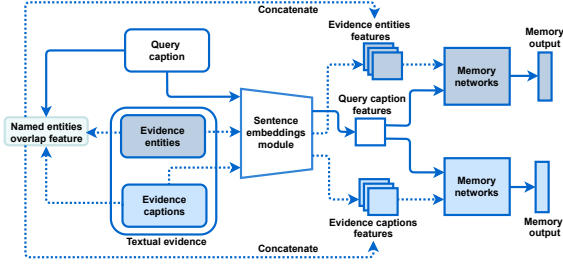 Concatenate
Evidence entities
features
Memory
output
Query
caption
Memory
networks
Query caption
features
Named entities
overlap feature
Evidence
entities
Sentence
embeddings
module
Evidence
captions
Memory
networks
Textual evidence
Evidence captions
features
Memory
output
Concatenate